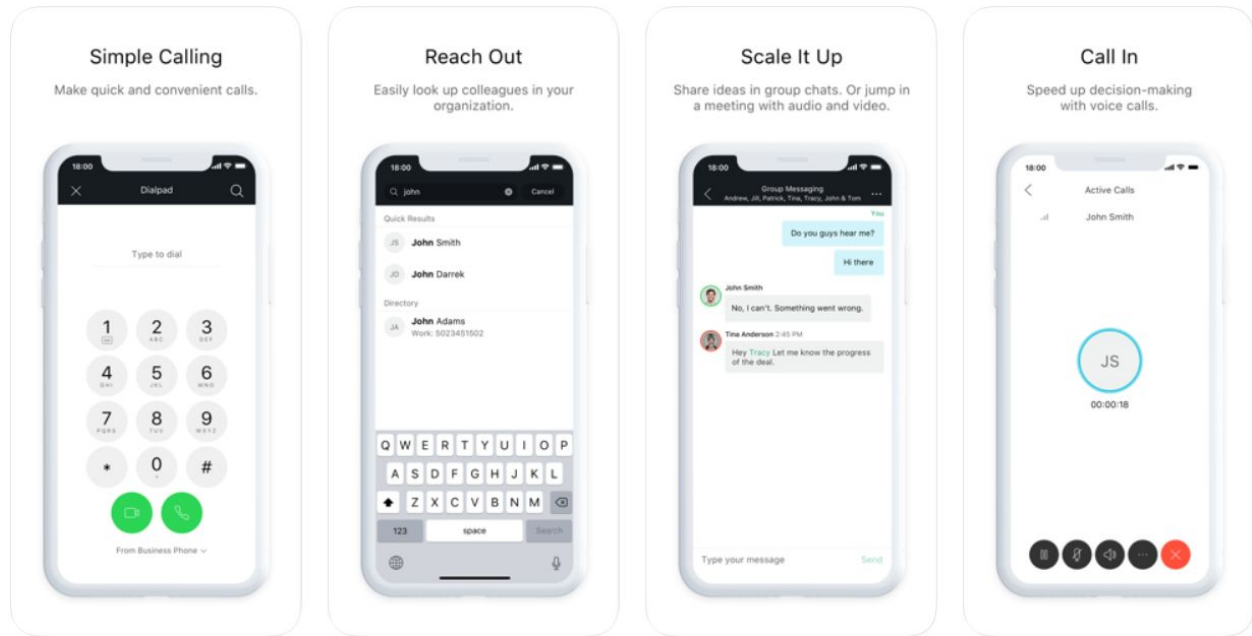 Simple Calling
Make quick and convenient calls.
18:00
Dialpad
Type to dial
1
2
ABC
3
DEF
4
GHI
5
JKL
6
MNO
7
PQRS
8
TUV
9
WXYZ
*
0
+
#
From Business Phone
Reach Out
Easily look up colleagues in your
organization.
18:00
john
Cancel
Quick Results
JS
John Smith
JD
John Darrek
Directory
JA
John Adams
Work: 5023451502
Q W E R T Y U I O P
A S D F G H J K L
Z X C V B N M
123
space
Search
Scale It Up
Share ideas in group chats. Or jump in
a meeting with audio and video.
18:00
Group Messaging
Andrew, Jill, Patrick, Tina, Tracy, John & Tom
...
You
Do you guys hear me?
Hi there
John Smith
No, I can't. Something went wrong.
Tina Anderson 2:45 PM
Hey Tracy Let me know the progress
of the deal.
Type your message
Send
Call In
Speed up decision-making
with voice calls.
18:00
Active Calls
John Smith
JS
00:00:18
...